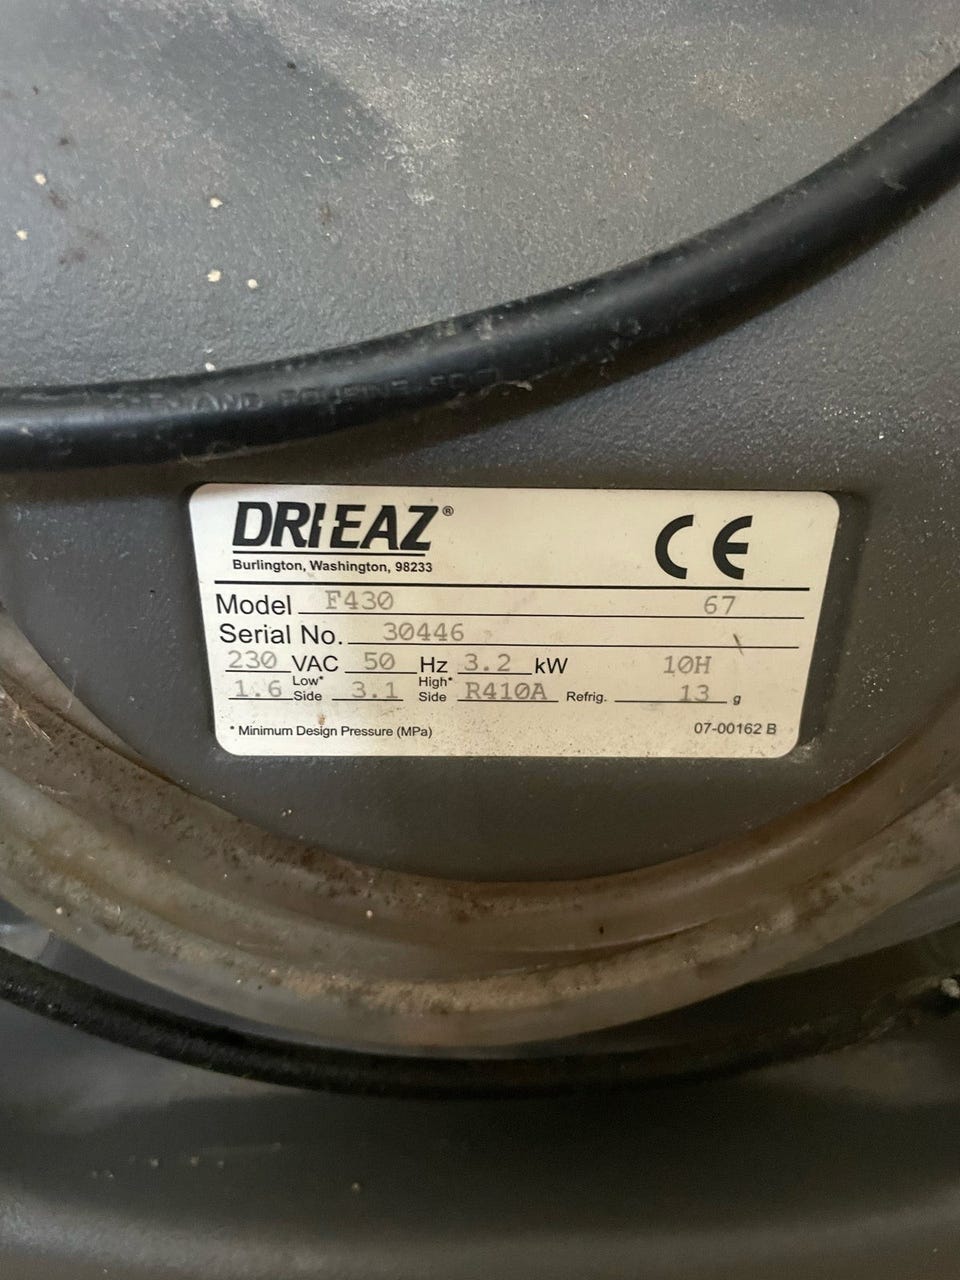 DRI-EAZ® CE
Burlington, Washington, 98233
Model F430 67
Serial No. 30446
230 VAC 50 Hz 3.2 kW 10H
1.6 Low* Side 3.1 High* Side R410A Refrig. 13 g
* Minimum Design Pressure (MPa) 07-00162 B